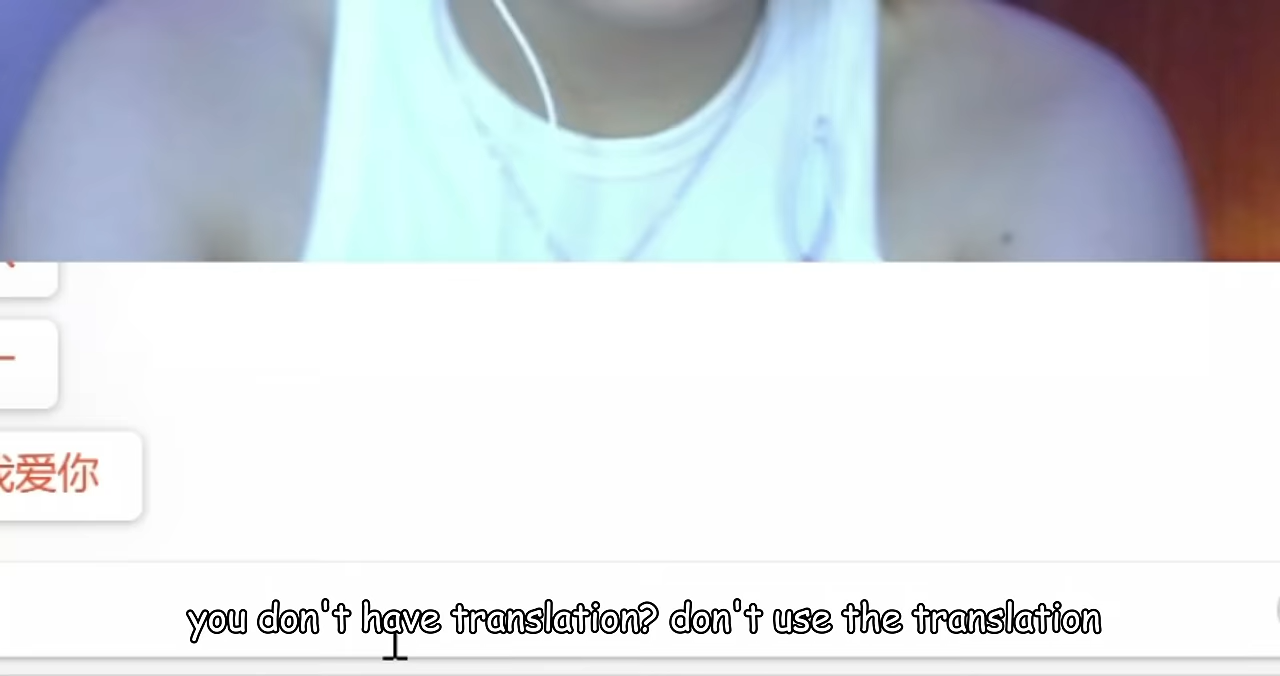 我爱你
you don't have translation? don't use the translation